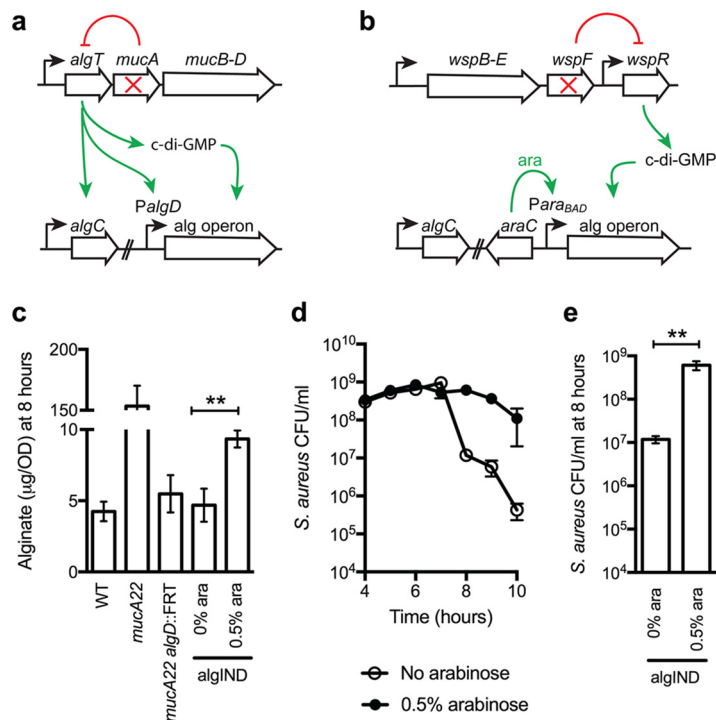 a
algT mucA mucB-D
c-di-GMP
PalgD
algC alg operon
b
wspB-E wspF wspR
c-di-GMP
ara
ParaBAD
algC araC alg operon
c
Alginate (μg/OD) at 8 hours
200
150
10
5
0
WT
mucA22
mucA22 algD::FRT
0% ara
0.5% ara
algIND
**
d
S. aureus CFU/ml
10^10
10^9
10^8
10^7
10^6
10^5
10^4
4 6 8 10
Time (hours)
No arabinose
0.5% arabinose
e
S. aureus CFU/ml at 8 hours
**
10^9
10^8
10^7
10^6
10^5
10^4
0% ara
0.5% ara
algIND